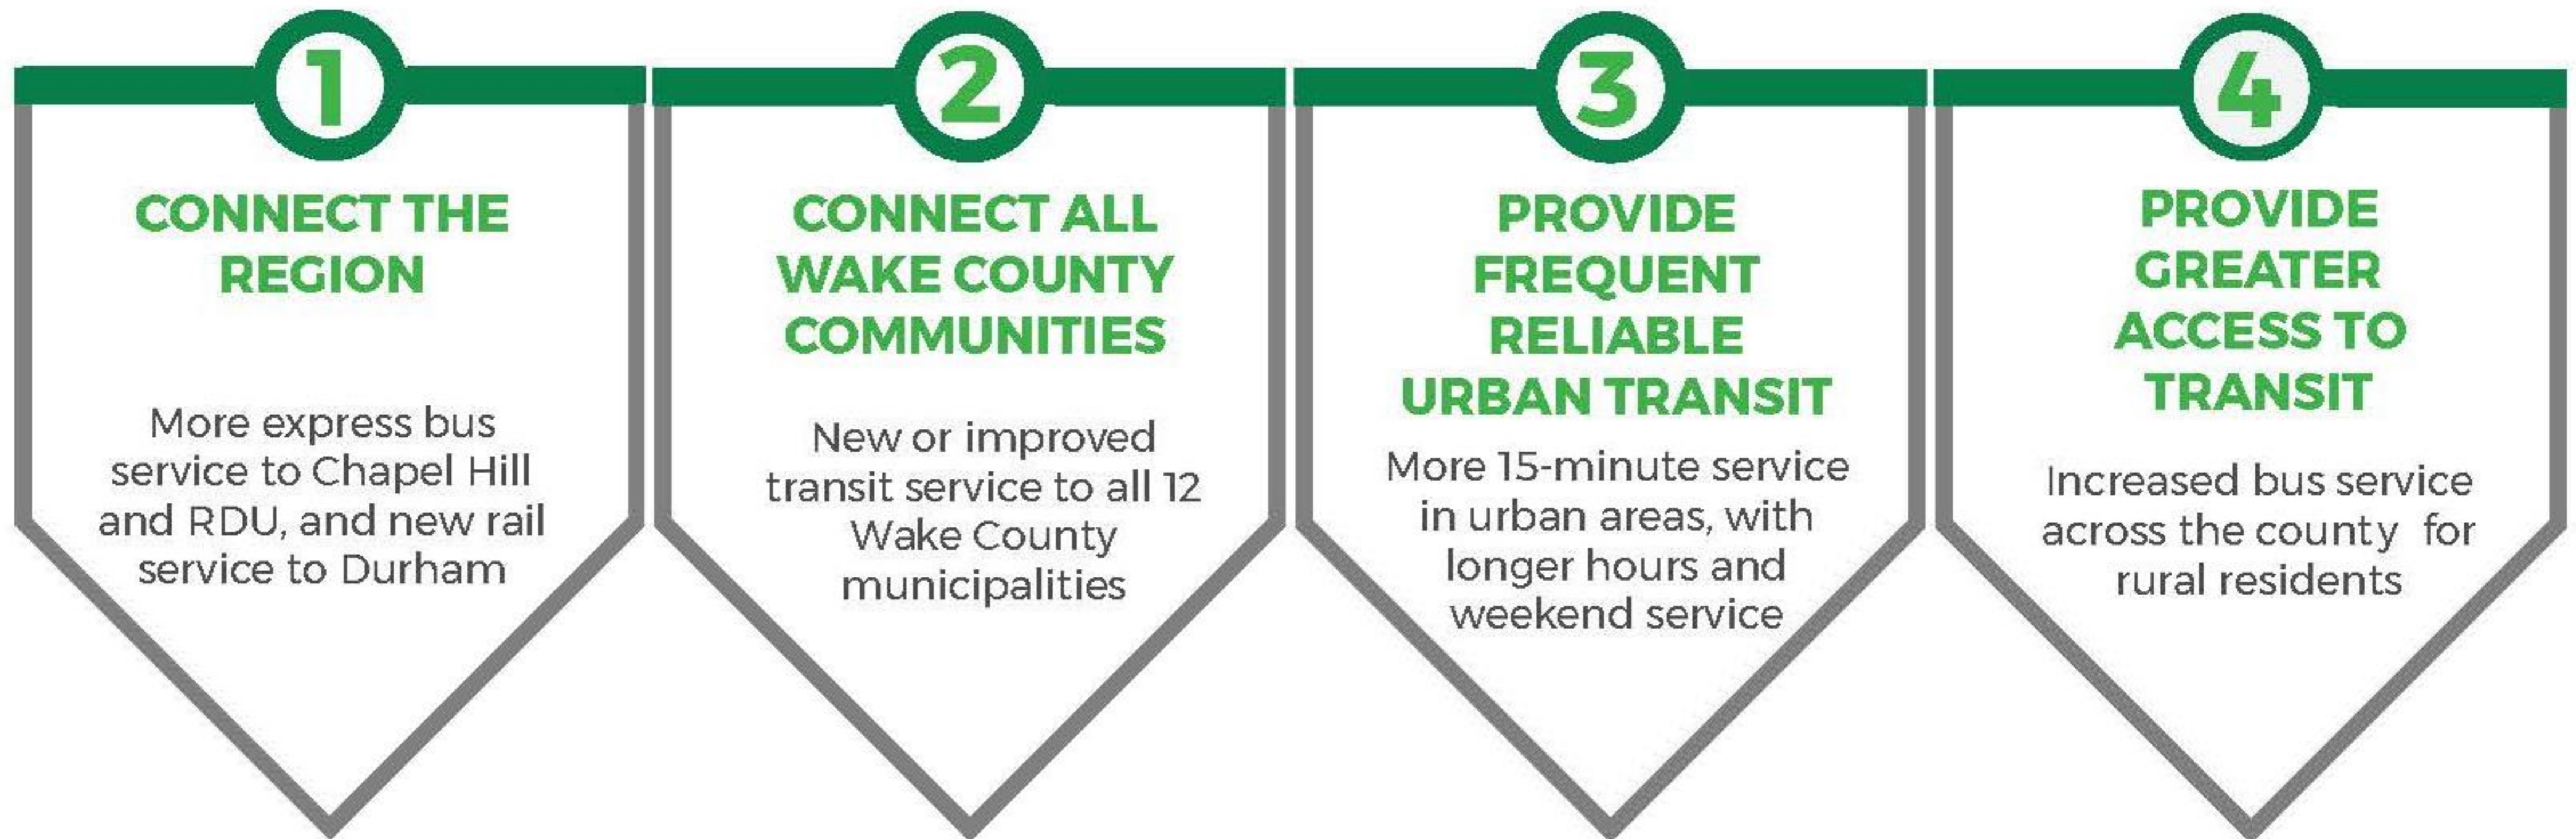 1
CONNECT THE
REGION
More express bus
service to Chapel Hill
and RDU, and new rail
service to Durham
2
CONNECT ALL
WAKE COUNTY
COMMUNITIES
New or improved
transit service to all 12
Wake County
municipalities
3
PROVIDE
FREQUENT
RELIABLE
URBAN TRANSIT
More 15-minute service
in urban areas, with
longer hours and
weekend service
4
PROVIDE
GREATER
ACCESS TO
TRANSIT
Increased bus service
across the county for
rural residents